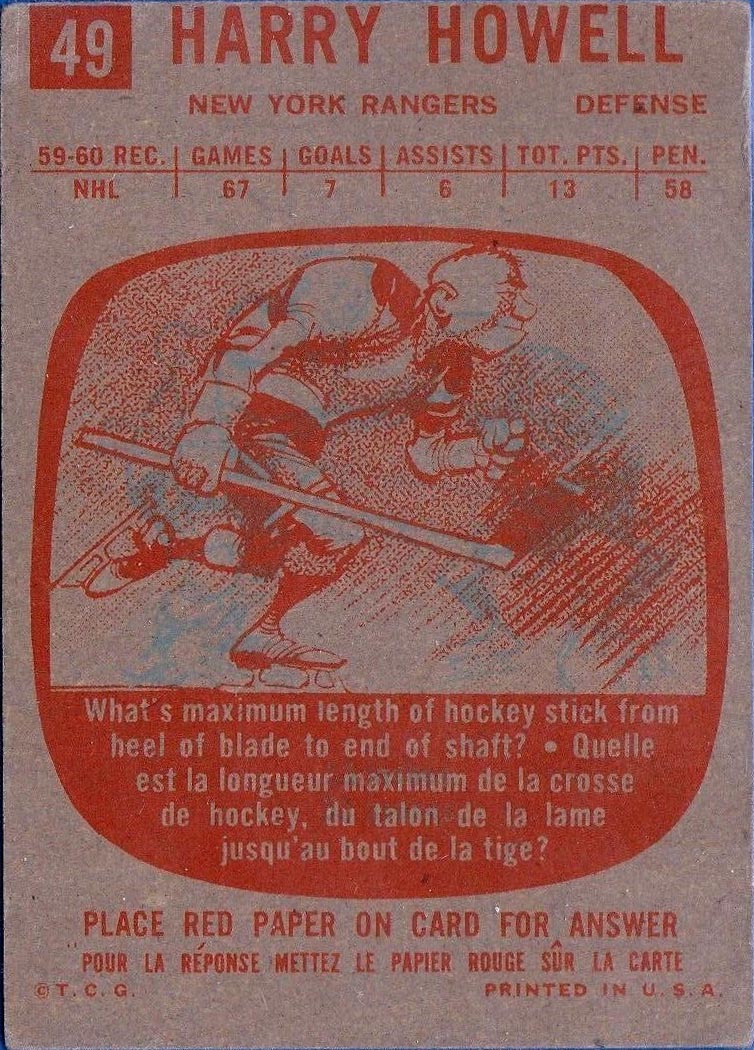 49 HARRY HOWELL
NEW YORK RANGERS DEFENSE
59-60 REC. GAMES GOALS ASSISTS TOT. PTS. PEN.
NHL 67 7 6 13 58
What's maximum length of hockey stick from
heel of blade to end of shaft? • Quelle
est la longueur maximum de la crosse
de hockey, du talon de la lame
jusqu'au bout de la tige?
PLACE RED PAPER ON CARD FOR ANSWER
POUR LA RÉPONSE METTEZ LE PAPIER ROUGE SÛR LA CARTE
© T. C. G. PRINTED IN U. S. A.